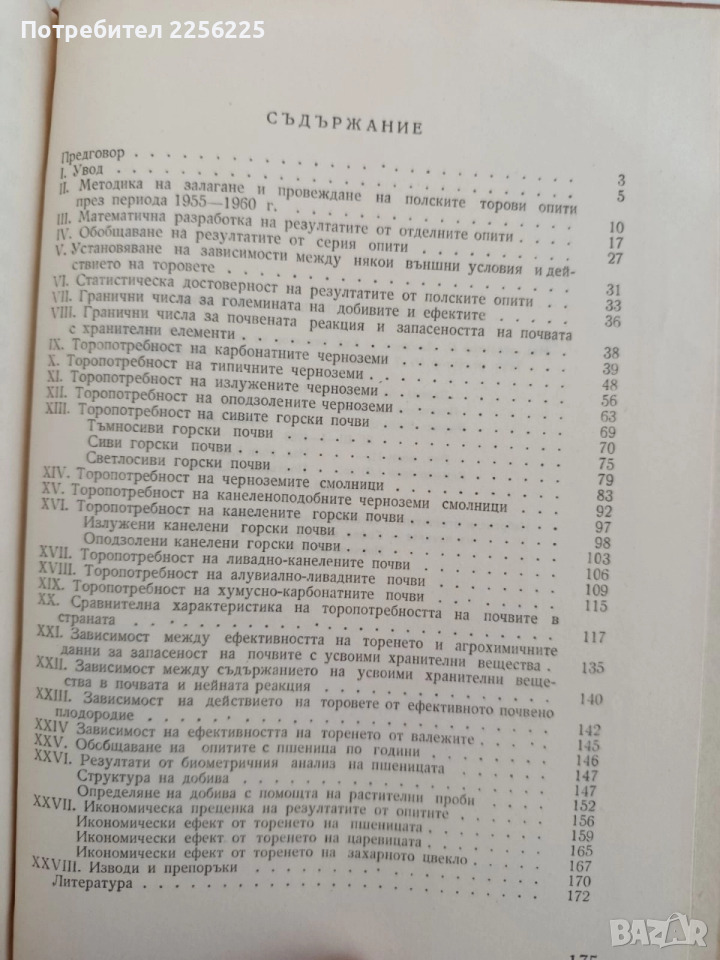 Потребител 2256225
СЪДЪРЖАНИЕ
Предговор . . . 3
I. Увод . . . 5
II. Методика на залагане и провеждане на полските торови опити
през периода 1955—1960 г. . . . 10
III. Математична разработка на резултатите от отделните опити . . . 17
IV. Обобщаване на резултатите от серия опити . . . 27
V. Установяване на зависимости между някои външни условия и дей-
ствието на торовете . . . 31
VI. Статистическа достоверност на резултатите от полските опити . . . 33
VII. Гранични числа за големината на добивите и ефектите . . . 36
VIII. Гранични числа за почвената реакция и запасеността на почвата
с хранителни елементи . . . 38
IX. Торопотребност на карбонатните черноземи . . . 39
X. Торопотребност на типичните черноземи . . . 48
XI. Торопотребност на излужените черноземи . . . 56
XII. Торопотребност на оподзолените черноземи . . . 63
XIII. Торопотребност на сивите горски почви . . . 69
Тъмносиви горски почви . . . 70
Сиви горски почви . . . 75
Светлосиви горски почви . . . 79
XIV. Торопотребност на черноземите смолници . . . 83
XV. Торопотребност на канеленоподобните черноземи смолници . . . 92
XVI. Торопотребност на канелените горски почви . . . 97
Излужени канелени горски почви . . . 98
Оподзолени канелени горски почви . . . 103
XVII. Торопотребност на ливадно-канелените почви . . . 106
XVIII. Торопотребност на алувиално-ливадните почви . . . 109
XIX. Торопотребност на хумусно-карбонатните почви . . . 115
XX. Сравнителна характеристика на торопотребността на почвите в
страната . . . 117
XXI. Зависимост между ефективността на торенето и агрохимичните
данни за запасеност на почвите с усвоими хранителни вещества . 135
XXII. Зависимост между съдържанието на усвоими хранителни веще-
ства в почвата и нейната реакция . . . 140
XXIII. Зависимост на действието на торовете от ефективното почвено
плодородие . . . 142
XXIV Зависимост на ефективността на торенето от валежите . . . 145
XXV. Обобщаване на опитите с пшеница по години . . . 146
XXVI. Резултати от биометричния анализ на пшеницата . . . 147
Структура на добива . . . 147
Определяне на добива с помощта на растителни проби . . . 152
XXVII. Икономическа преценка на резултатите от опитите . . . 156
Икономически ефект от торенето на пшеницата . . . 159
Икономически ефект от торенето на царевицата . . . 165
Икономически ефект от торенето на захарното цвекло . . . 167
XXVIII. Изводи и препоръки . . . 170
Литература . . . 172
175
BAZAR